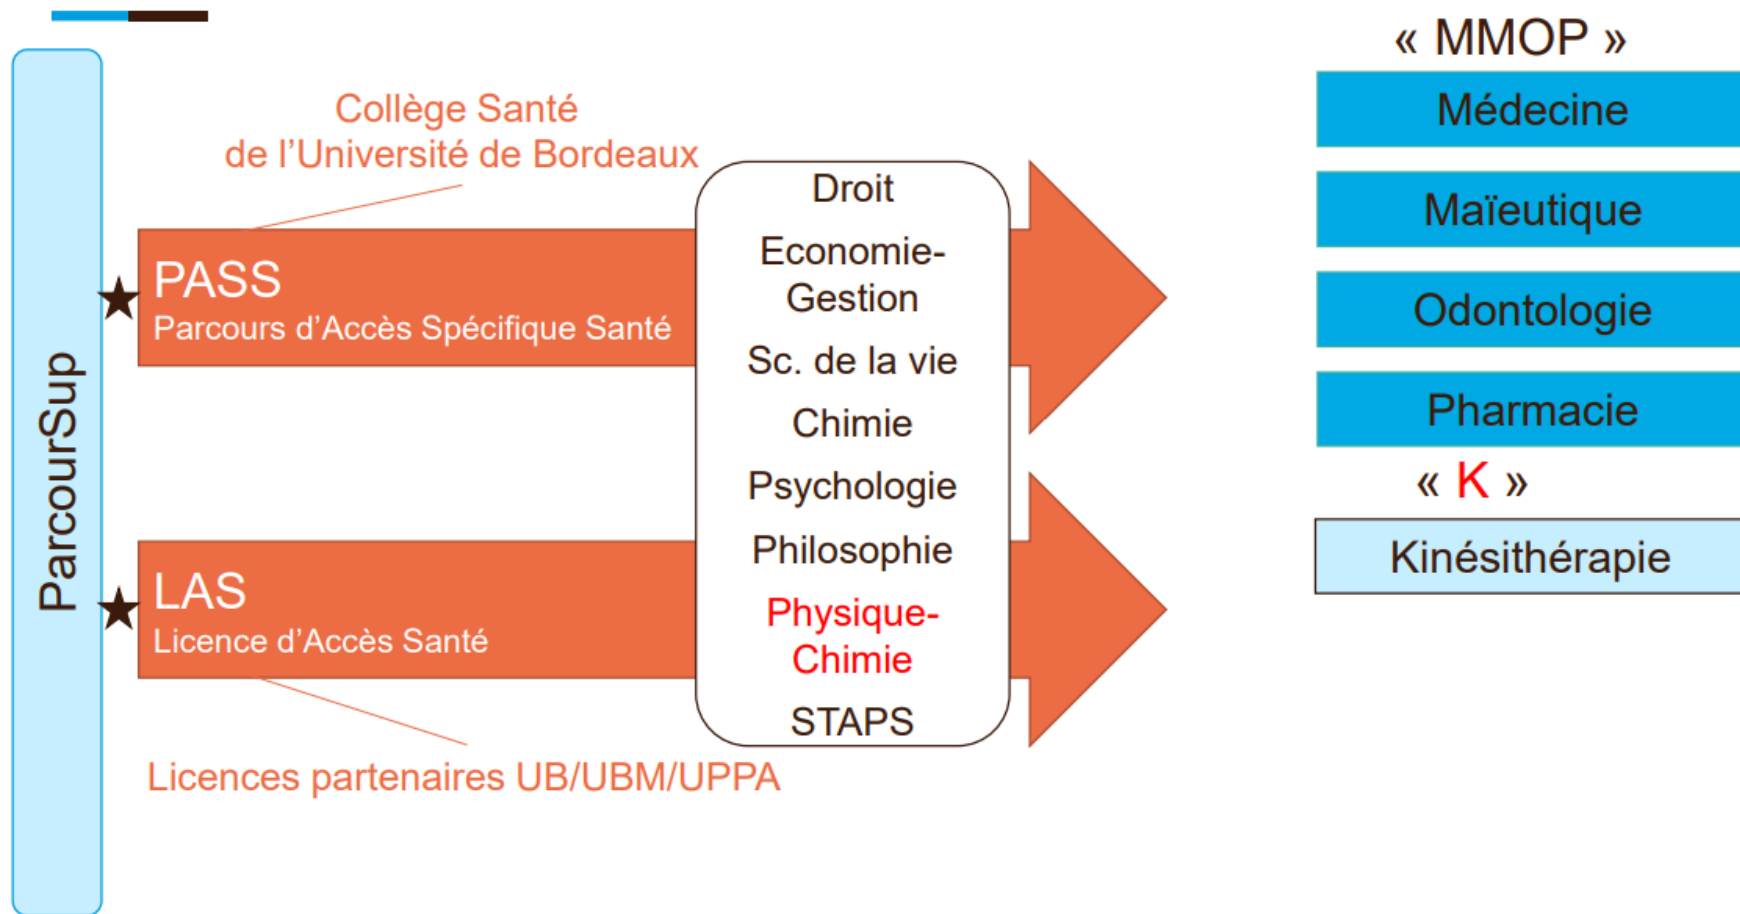 ParcourSup
Collège Santé
de l'Université de Bordeaux
PASS
Parcours d'Accès Spécifique Santé
LAS
Licence d'Accès Santé
Licences partenaires UB/UBM/UPPA
Droit
Economie-
Gestion
Sc. de la vie
Chimie
Psychologie
Philosophie
Physique-
Chimie
STAPS
« MMOP »
Médecine
Maïeutique
Odontologie
Pharmacie
« K »
Kinésithérapie